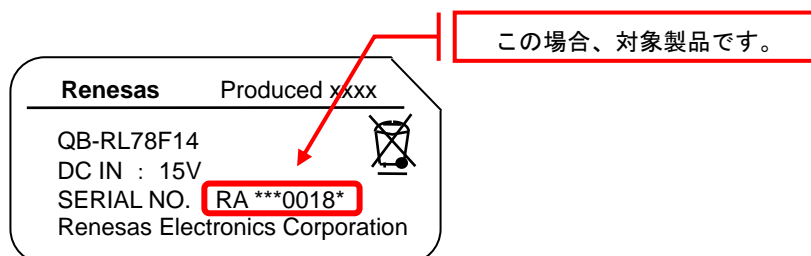 この場合、対象製品です。
Renesas Produced xxxx
QB-RL78F14
DC IN : 15V
SERIAL NO. RA ***0018*
Renesas Electronics Corporation